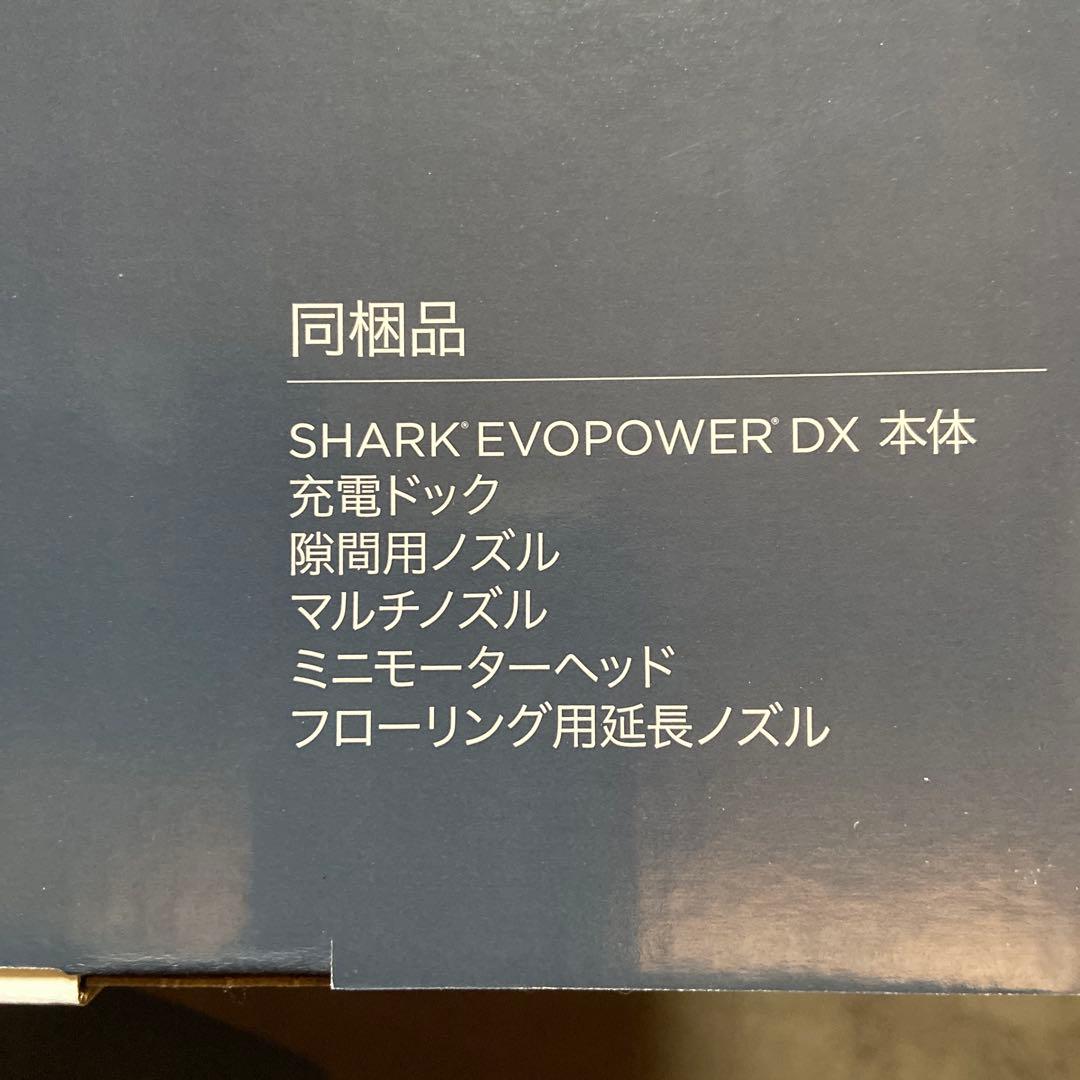 同梱品
SHARK® EVOPOWER® DX 本体
充電ドック
隙間用ノズル
マルチノズル
ミニモーターヘッド
フローリング用延長ノズル